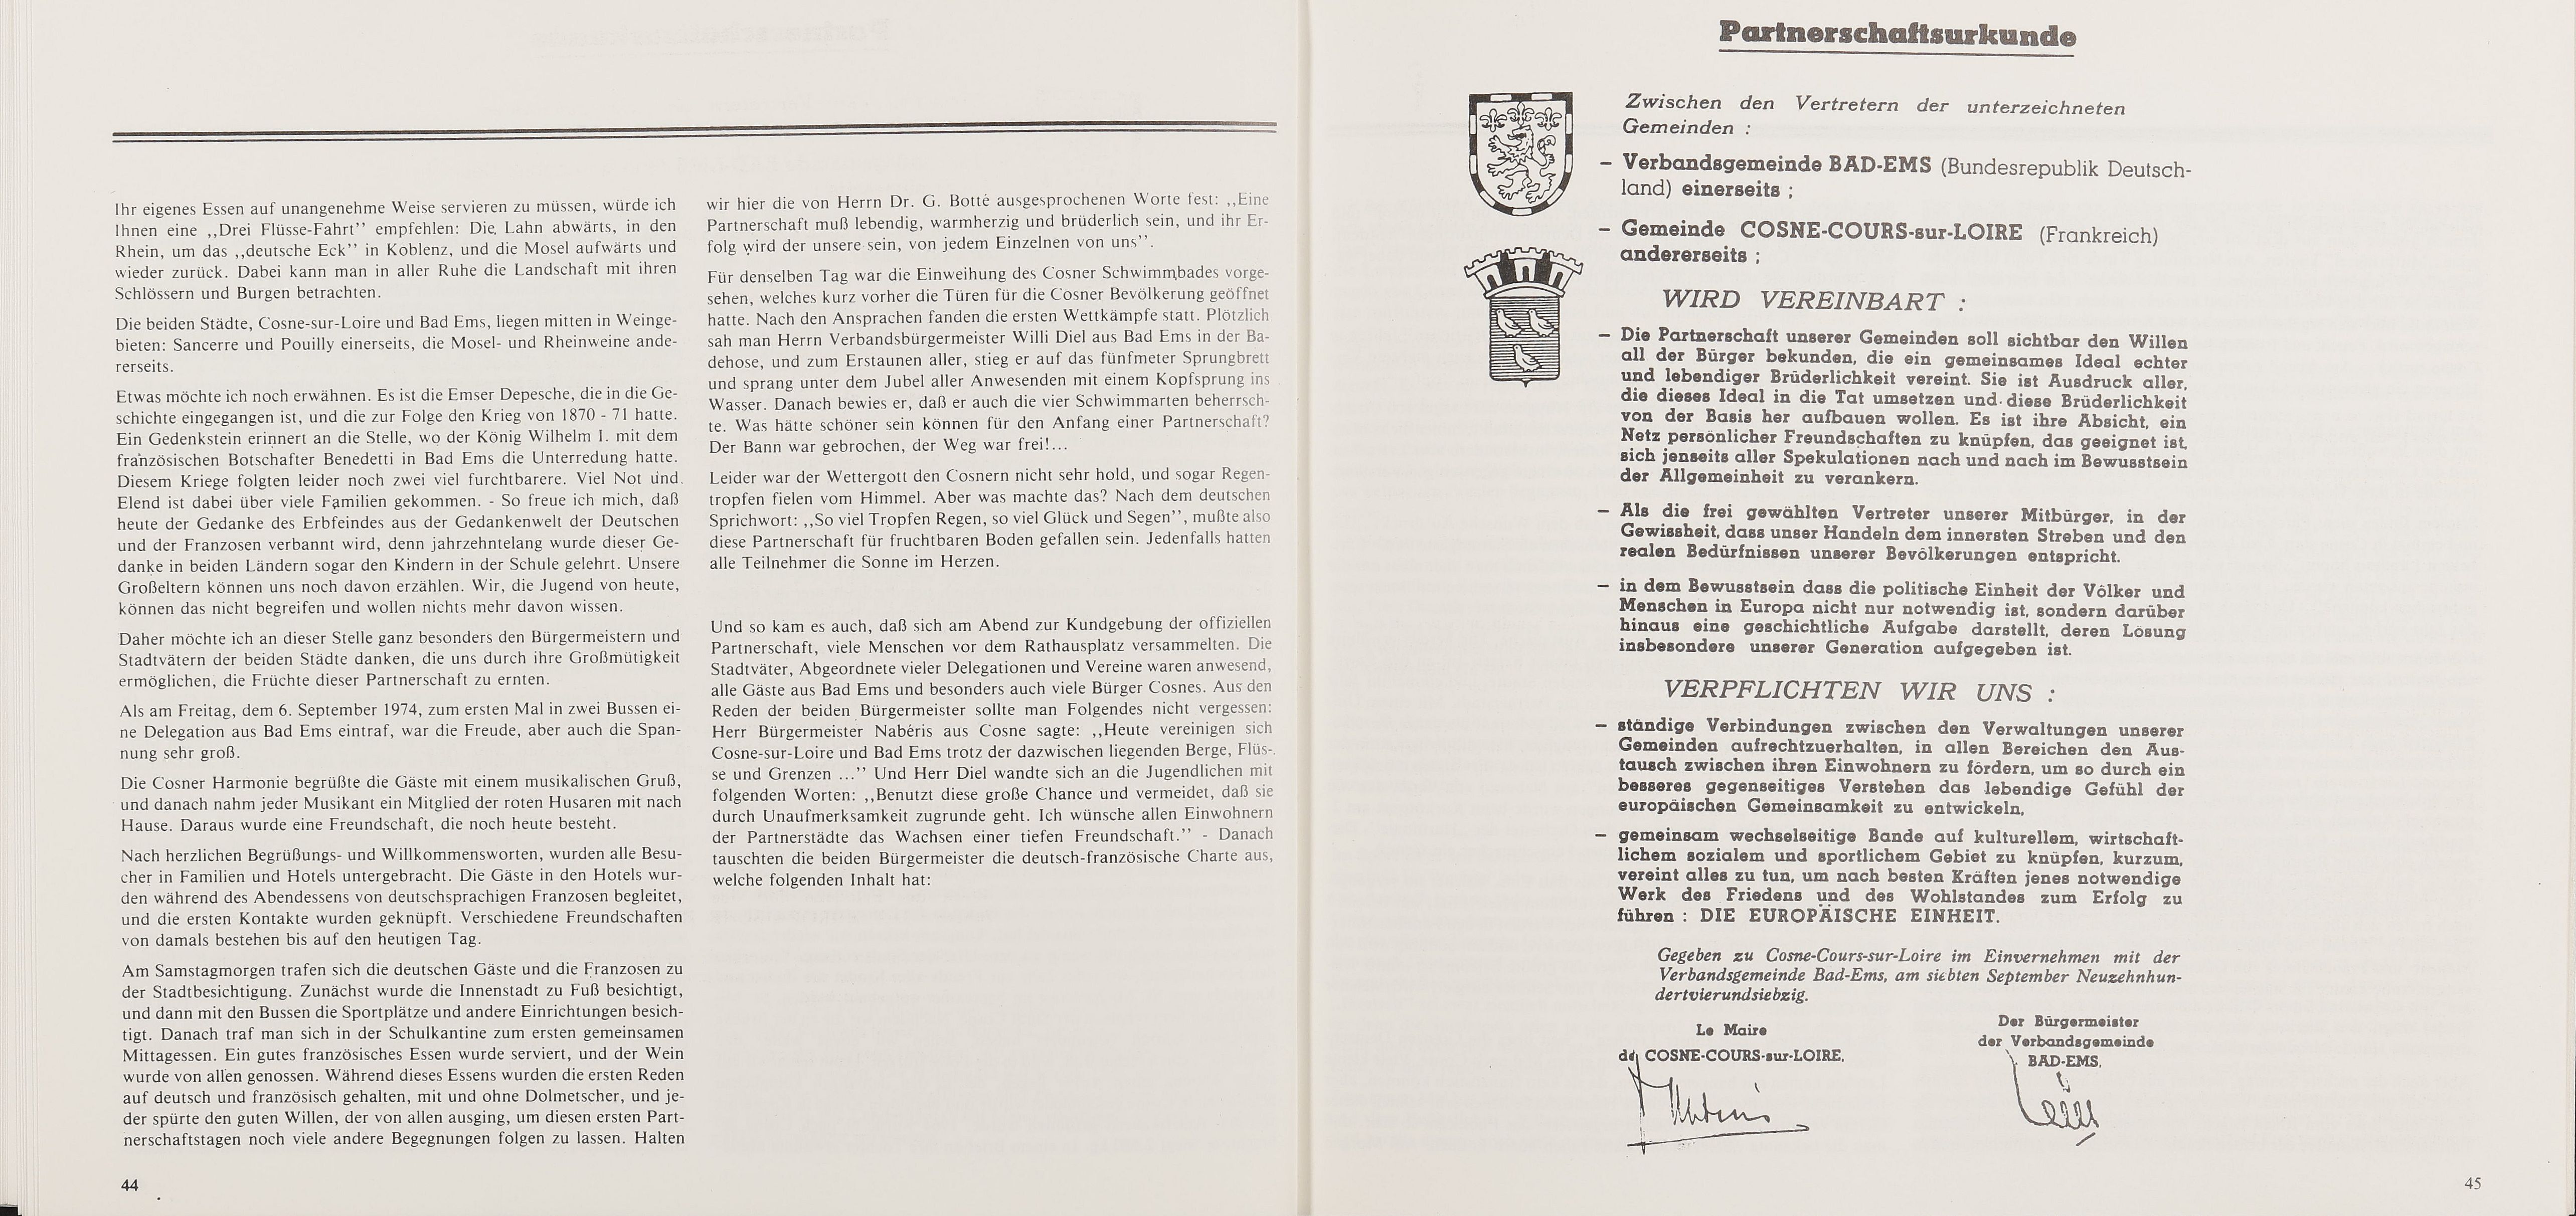 Ihr eigenes Essen auf unangenehme Weise servieren zu müssen, würde ich
Ihnen eine ,,Drei Flüsse-Fahrt’’ empfehlen: Die Lahn abwärts, in den
Rhein, um das ,,deutsche Eck’’ in Koblenz, und die Mosel aufwärts und
wieder zurück. Dabei kann man in aller Ruhe die Landschaft mit ihren
Schlössern und Burgen betrachten.
Die beiden Städte, Cosne-sur-Loire und Bad Ems, liegen mitten in Weinge-
bieten: Sancerre und Pouilly einerseits, die Mosel- und Rheinweine ande-
rerseits.
Etwas möchte ich noch erwähnen. Es ist die Emser Depesche, die in die Ge-
schichte eingegangen ist, und die zur Folge den Krieg von 1870 - 71 hatte.
Ein Gedenkstein erinnert an die Stelle, wo der König Wilhelm I. mit dem
französischen Botschafter Benedetti in Bad Ems die Unterredung hatte.
Diesem Kriege folgten leider noch zwei viel furchtbarere. Viel Not und
Elend ist dabei über viele Familien gekommen. - So freue ich mich, daß
heute der Gedanke des Erbfeindes aus der Gedankenwelt der Deutschen
und der Franzosen verbannt wird, denn jahrzehntelang wurde dieser Ge-
danke in beiden Ländern sogar den Kindern in der Schule gelehrt. Unsere
Großeltern können uns noch davon erzählen. Wir, die Jugend von heute,
können das nicht begreifen und wollen nichts mehr davon wissen.
Daher möchte ich an dieser Stelle ganz besonders den Bürgermeistern und
Stadtvätern der beiden Städte danken, die uns durch ihre Großmütigkeit
ermöglichen, die Früchte dieser Partnerschaft zu ernten.
Als am Freitag, dem 6. September 1974, zum ersten Mal in zwei Bussen ei-
ne Delegation aus Bad Ems eintraf, war die Freude, aber auch die Span-
nung sehr groß.
Die Cosner Harmonie begrüßte die Gäste mit einem musikalischen Gruß,
und danach nahm jeder Musikant ein Mitglied der roten Husaren mit nach
Hause. Daraus wurde eine Freundschaft, die noch heute besteht.
Nach herzlichen Begrüßungs- und Willkommensworten, wurden alle Besu-
cher in Familien und Hotels untergebracht. Die Gäste in den Hotels wur-
den während des Abendessens von deutschsprachigen Franzosen begleitet,
und die ersten Kontakte wurden geknüpft. Verschiedene Freundschaften
von damals bestehen bis auf den heutigen Tag.
Am Samstagmorgen trafen sich die deutschen Gäste und die Franzosen zu
der Stadtbesichtigung. Zunächst wurde die Innenstadt zu Fuß besichtigt,
und dann mit den Bussen die Sportplätze und andere Einrichtungen besich-
tigt. Danach traf man sich in der Schulkantine zum ersten gemeinsamen
Mittagessen. Ein gutes französisches Essen wurde serviert, und der Wein
wurde von allen genossen. Während dieses Essens wurden die ersten Reden
auf deutsch und französisch gehalten, mit und ohne Dolmetscher, und je-
der spürte den guten Willen, der von allen ausging, um diesen ersten Part-
nerschaftstagen noch viele andere Begegnungen folgen zu lassen. Halten
44
wir hier die von Herrn Dr. G. Botté ausgesprochenen Worte fest: ,,Eine
Partnerschaft muß lebendig, warmherzig und brüderlich sein, und ihr Er-
folg wird der unsere sein, von jedem Einzelnen von uns’’.
Für denselben Tag war die Einweihung des Cosner Schwimmbades vorge-
sehen, welches kurz vorher die Türen für die Cosner Bevölkerung geöffnet
hatte. Nach den Ansprachen fanden die ersten Wettkämpfe statt. Plötzlich
sah man Herrn Verbandsbürgermeister Willi Diel aus Bad Ems in der Ba-
dehose, und zum Erstaunen aller, stieg er auf das fünfmeter Sprungbrett
und sprang unter dem Jubel aller Anwesenden mit einem Kopfsprung ins
Wasser. Danach bewies er, daß er auch die vier Schwimmarten beherrsch-
te. Was hätte schöner sein können für den Anfang einer Partnerschaft?
Der Bann war gebrochen, der Weg war frei!...
Leider war der Wettergott den Cosnern nicht sehr hold, und sogar Regen-
tropfen fielen vom Himmel. Aber was machte das? Nach dem deutschen
Sprichwort: ,,So viel Tropfen Regen, so viel Glück und Segen’’, mußte also
diese Partnerschaft für fruchtbaren Boden gefallen sein. Jedenfalls hatten
alle Teilnehmer die Sonne im Herzen.
Und so kam es auch, daß sich am Abend zur Kundgebung der offiziellen
Partnerschaft, viele Menschen vor dem Rathausplatz versammelten. Die
Stadtväter, Abgeordnete vieler Delegationen und Vereine waren anwesend,
alle Gäste aus Bad Ems und besonders auch viele Bürger Cosnes. Aus den
Reden der beiden Bürgermeister sollte man Folgendes nicht vergessen:
Herr Bürgermeister Nabéris aus Cosne sagte: ,,Heute vereinigen sich
Cosne-sur-Loire und Bad Ems trotz der dazwischen liegenden Berge, Flüs-
se und Grenzen ...’’ Und Herr Diel wandte sich an die Jugendlichen mit
folgenden Worten: ,,Benutzt diese große Chance und vermeidet, daß sie
durch Unaufmerksamkeit zugrunde geht. Ich wünsche allen Einwohnern
der Partnerstädte das Wachsen einer tiefen Freundschaft.’’ - Danach
tauschten die beiden Bürgermeister die deutsch-französische Charte aus,
welche folgenden Inhalt hat:
Partnerschaftsurkunde
Zwischen den Vertretern der unterzeichneten
Gemeinden :
– Verbandsgemeinde BAD-EMS (Bundesrepublik Deutsch-
land) einerseits ;
– Gemeinde COSNE-COURS-sur-LOIRE (Frankreich)
andererseits ;
WIRD VEREINBART :
– Die Partnerschaft unserer Gemeinden soll sichtbar den Willen
all der Bürger bekunden, die ein gemeinsames Ideal echter
und lebendiger Brüderlichkeit vereint. Sie ist Ausdruck aller,
die dieses Ideal in die Tat umsetzen und diese Brüderlichkeit
von der Basis her aufbauen wollen. Es ist ihre Absicht, ein
Netz persönlicher Freundschaften zu knüpfen, das geeignet ist,
sich jenseits aller Spekulationen nach und nach im Bewusstsein
der Allgemeinheit zu verankern.
– Als die frei gewählten Vertreter unserer Mitbürger, in der
Gewissheit, dass unser Handeln dem innersten Streben und den
realen Bedürfnissen unserer Bevölkerungen entspricht.
– in dem Bewusstsein dass die politische Einheit der Völker und
Menschen in Europa nicht nur notwendig ist, sondern darüber
hinaus eine geschichtliche Aufgabe darstellt, deren Lösung
insbesondere unserer Generation aufgegeben ist.
VERPFLICHTEN WIR UNS :
– ständige Verbindungen zwischen den Verwaltungen unserer
Gemeinden aufrechtzuerhalten, in allen Bereichen den Aus-
tausch zwischen ihren Einwohnern zu fördern, um so durch ein
besseres gegenseitiges Verstehen das lebendige Gefühl der
europäischen Gemeinsamkeit zu entwickeln,
– gemeinsam wechselseitige Bande auf kulturellem, wirtschaft-
lichem sozialem und sportlichem Gebiet zu knüpfen, kurzum,
vereint alles zu tun, um nach besten Kräften jenes notwendige
Werk des Friedens und des Wohlstandes zum Erfolg zu
führen : DIE EUROPÄISCHE EINHEIT.
Gegeben zu Cosne-Cours-sur-Loire im Einvernehmen mit der
Verbandsgemeinde Bad-Ems, am siebten September Neuzehnhun-
dertvierundsiebzig.
Le Maire
de COSNE-COURS-sur-LOIRE,
Der Bürgermeister
der Verbandsgemeinde
BAD-EMS,
45